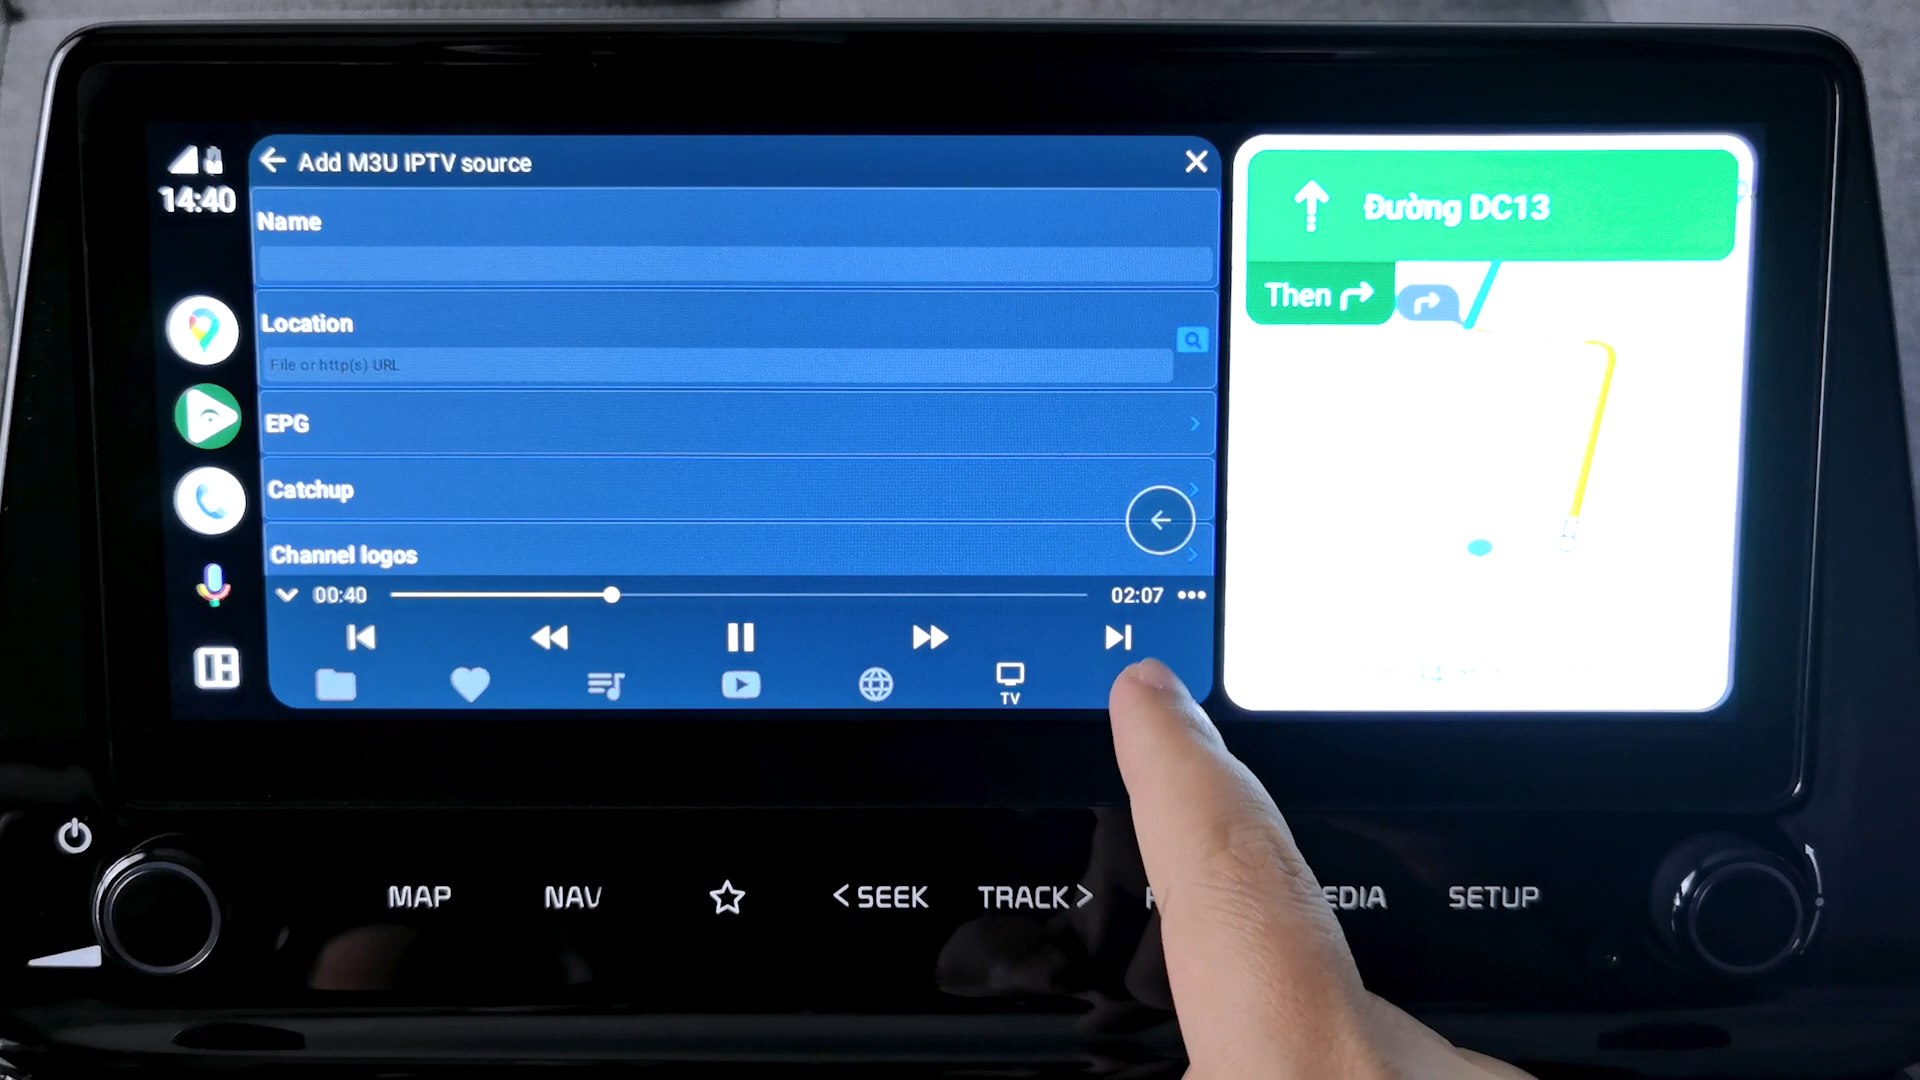 14:40
Add M3U IPTV source
Name
Location
File or http(s) URL
EPG
Catchup
Channel logos
00:40
02:07
TV
Đường DC13
Then
MAP
NAV
< SEEK
TRACK >
EDIA
SETUP